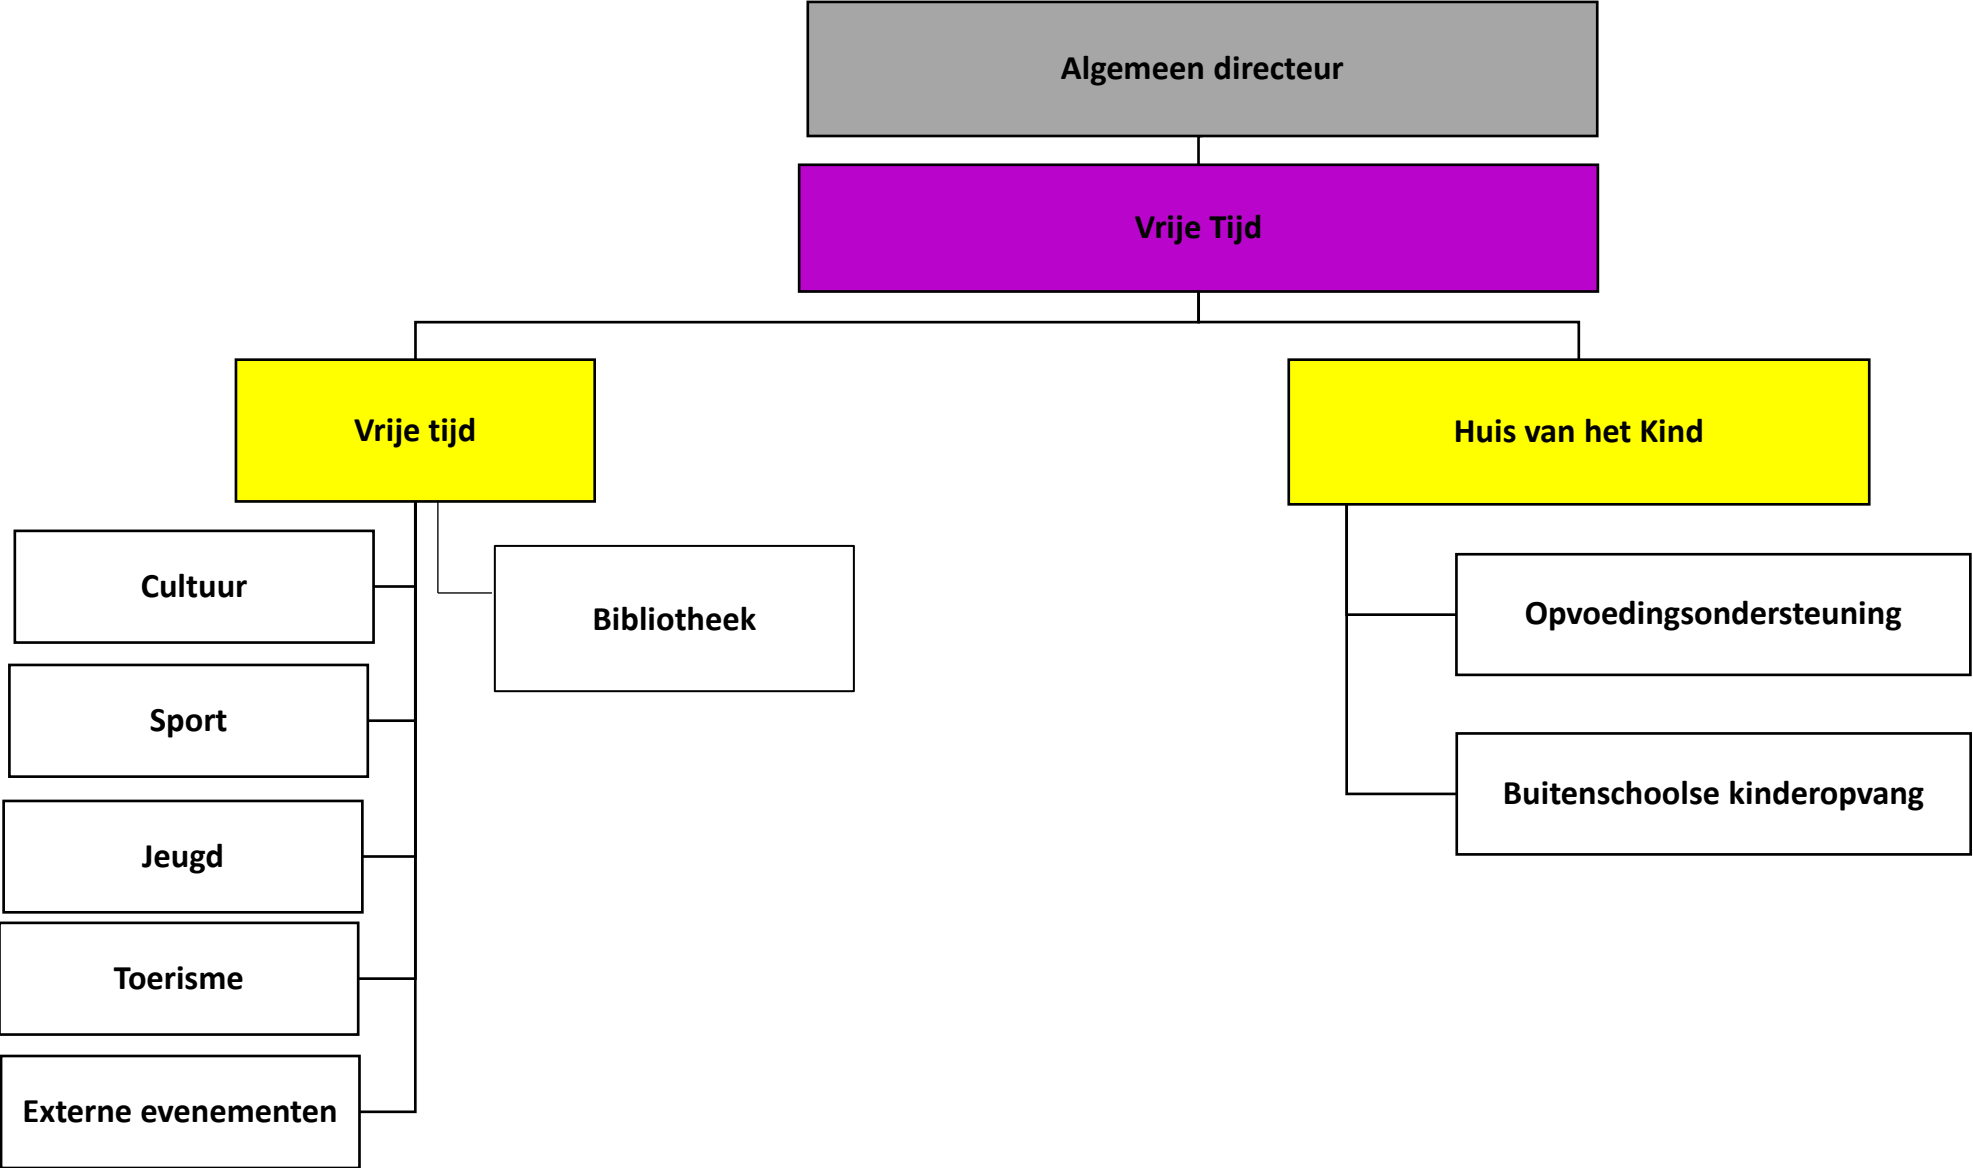 Algemeen directeur
Vrije Tijd
Vrije tijd
Huis van het Kind
Cultuur
Bibliotheek
Opvoedingsondersteuning
Sport
Buitenschoolse kinderopvang
Jeugd
Toerisme
Externe evenementen